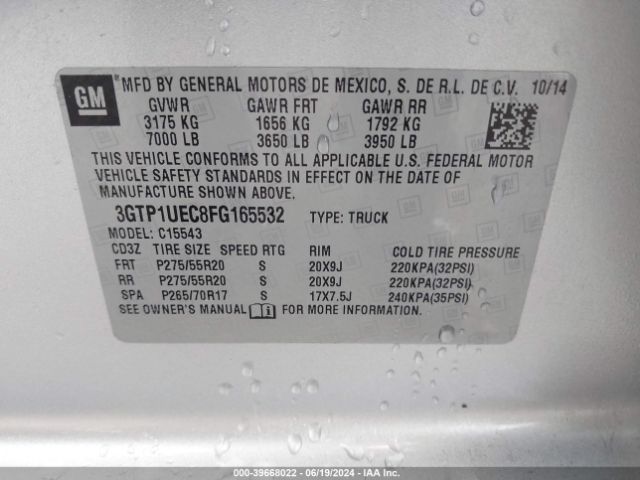 GM
MFD BY GENERAL MOTORS DE MEXICO, S. DE R.L. DE C.V. 10/14
GVWR GAWR FRT GAWR RR
3175 KG 1656 KG 1792 KG
7000 LB 3650 LB 3950 LB
THIS VEHICLE CONFORMS TO ALL APPLICABLE U.S. FEDERAL MOTOR
VEHICLE SAFETY STANDARDS IN EFFECT ON THE DATE OF
MANUFACTURE SHOWN ABOVE.
3GTP1UEC8FG165532 TYPE: TRUCK
MODEL: C15543
CD3Z TIRE SIZE SPEED RTG RIM COLD TIRE PRESSURE
FRT P275/55R20 S 20X9J 220KPA(32PSI)
RR P275/55R20 S 20X9J 220KPA(32PSI)
SPA P265/70R17 S 17X7.5J 240KPA(35PSI)
SEE OWNER'S MANUAL FOR MORE INFORMATION.
000-39668022 - 06/19/2024 - IAA Inc.